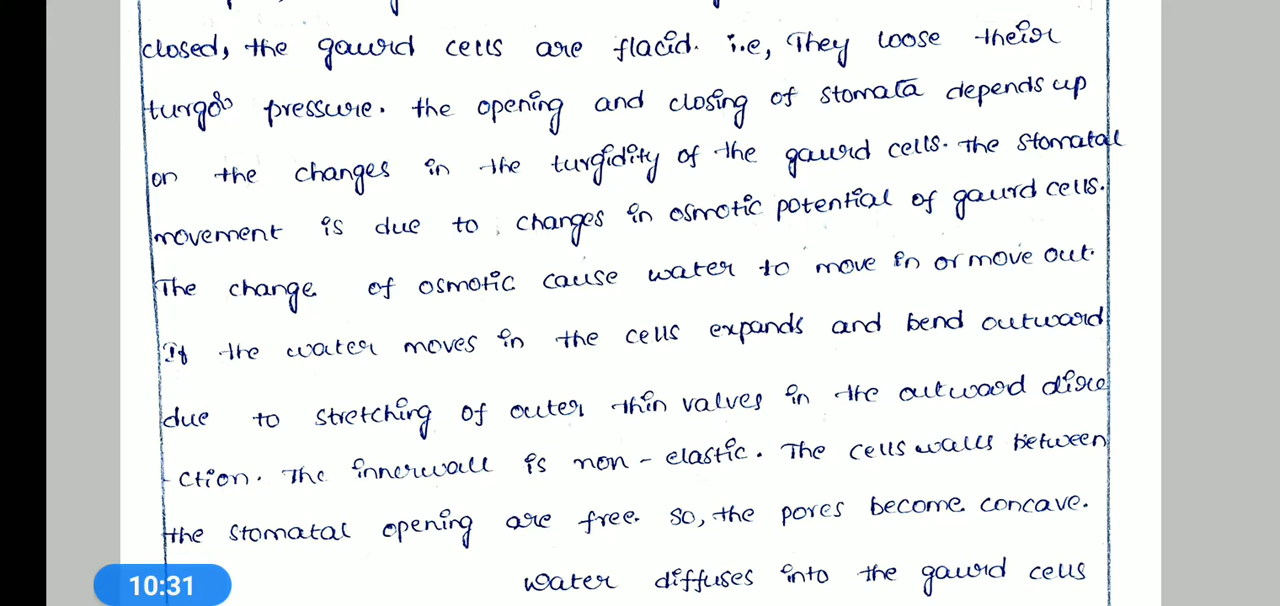 closed, the gaurd cells are flacid. i.e, They loose their
turgor pressure. the opening and closing of stomata depends up
on the changes in the turgidity of the gaurd cells. The stomatal
movement is due to changes in osmotic potential of gaurd cells.
The change of osmotic cause water to move in or move out.
If the water moves in the cells expands and bend outward
due to stretching of outer thin valves in the outward dire
-ction. The innerwall is non-elastic. The cells walls between
the stomatal opening are free. so, the pores become concave.
water diffuses into the gaurd cells
10:31